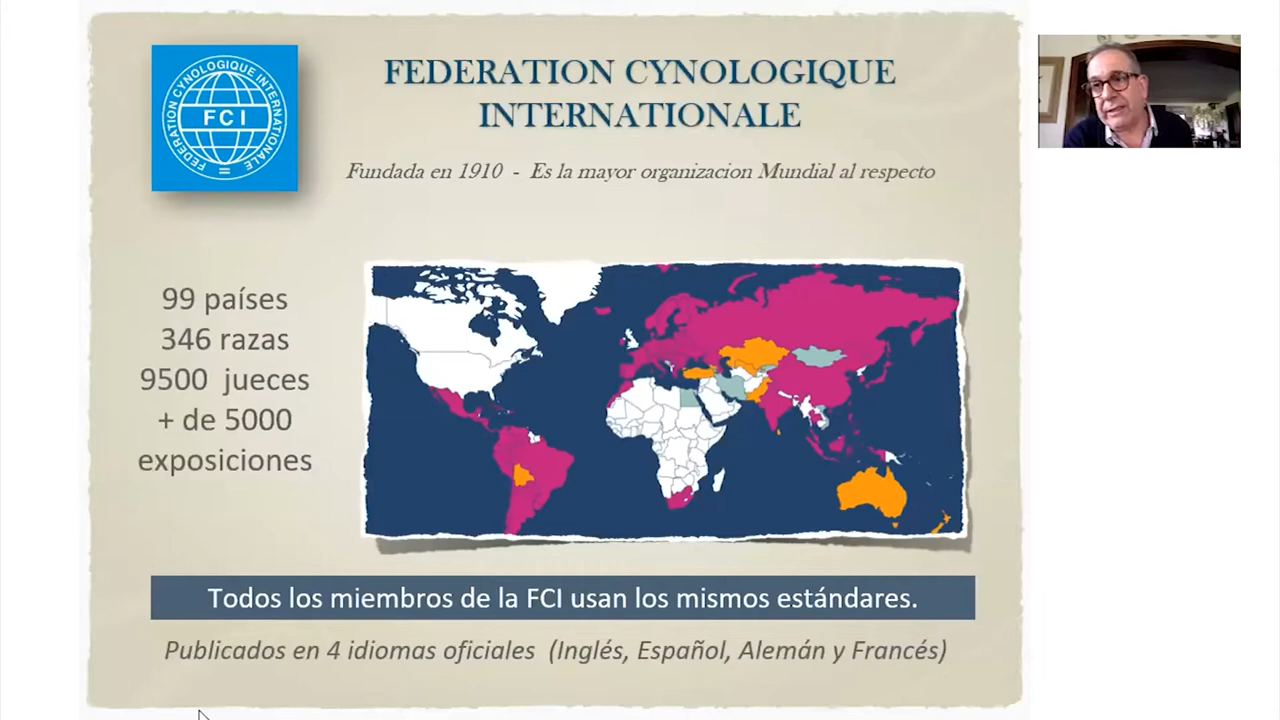 FEDERATION CYNOLOGIQUE INTERNATIONALE
FCI
=
FEDERATION CYNOLOGIQUE
INTERNATIONALE
Fundada en 1910 - Es la mayor organizacion Mundial al respecto
99 países
346 razas
9500 jueces
+ de 5000
exposiciones
Todos los miembros de la FCI usan los mismos estándares.
Publicados en 4 idiomas oficiales (Inglés, Español, Alemán y Francés)